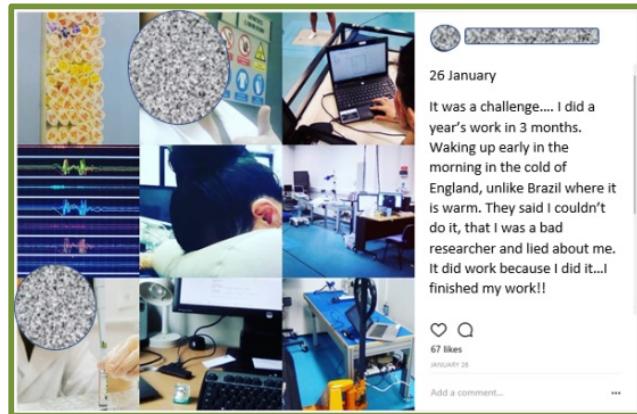 26 January
It was a challenge.... I did a
year's work in 3 months.
Waking up early in the
morning in the cold of
England, unlike Brazil where it
is warm. They said I couldn't
do it, that I was a bad
researcher and lied about me.
It did work because I did it...I
finished my work!!
67 likes
JANUARY 26
Add a comment...